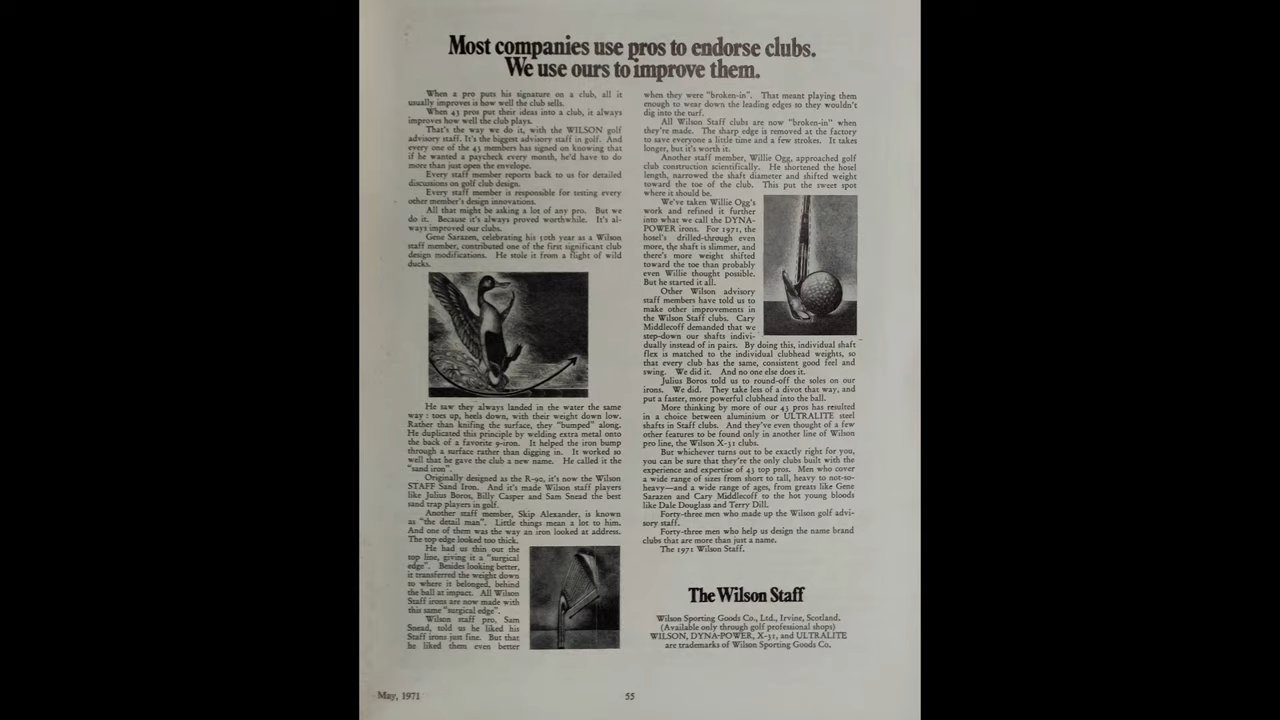 Most companies use pros to endorse clubs.
We use ours to improve them.
When a pro puts his signature on a club, all it
usually improves is how well the club sells.
When 43 pros put their ideas into a club, it always
improves how well the club plays.
That's the way we do it, with the WILSON golf
advisory staff. It's the biggest advisory staff in golf. And
every one of the 43 members has signed on knowing that
if he wanted a paycheck every month, he'd have to do
more than just open the envelope.
Every staff member reports back to us for detailed
discussions on golf club design.
Every staff member is responsible for testing every
other member's design innovations.
All that might be asking a lot of any pro. But we
do it. Because it's always proved worthwhile. It's al-
ways improved our clubs.
Gene Sarazen, celebrating his 50th year as a Wilson
staff member, contributed one of the first significant club
design modifications. He stole it from a flight of wild
ducks.
He saw they always landed in the water the same
way: toes up, heels down, with their weight down low.
Rather than knifing the surface, they "bumped" along.
He duplicated this principle by welding extra metal onto
the back of a favorite 9-iron. It helped the iron bump
through a surface rather than digging in. It worked so
well that he gave the club a new name. He called it the
"sand iron".
Originally designed as the R-90, it's now the Wilson
STAFF Sand Iron. And it's made Wilson staff players
like Julius Boros, Billy Casper and Sam Snead the best
sand trap players in golf.
Another staff member, Skip Alexander, is known
as "the detail man". Little things mean a lot to him.
And one of them was the way an iron looked at address.
The top edge looked too thick.
He had us thin out the
top line, giving it a "surgical
edge". Besides looking better,
it transferred the weight down
to where it belonged, behind
the ball at impact. All Wilson
Staff irons are now made with
this same "surgical edge".
Wilson staff pro, Sam
Snead, told us he liked his
Staff irons just fine. But that
he liked them even better
when they were "broken-in". That meant playing them
enough to wear down the leading edges so they wouldn't
dig into the turf.
All Wilson Staff clubs are now "broken-in" when
they're made. The sharp edge is removed at the factory
to save everyone a little time and a few strokes. It takes
longer, but it's worth it.
Another staff member, Willie Ogg, approached golf
club construction scientifically. He shortened the hosel
length, narrowed the shaft diameter and shifted weight
toward the toe of the club. This put the sweet spot
where it should be.
We've taken Willie Ogg's
work and refined it further
into what we call the DYNA-
POWER irons. For 1971, the
hosel's drilled-through even
more, the shaft is slimmer, and
there's more weight shifted
toward the toe than probably
even Willie thought possible.
But he started it all.
Other Wilson advisory
staff members have told us to
make other improvements in
the Wilson Staff clubs. Cary
Middlecoff demanded that we
step-down our shafts indivi-
dually instead of in pairs. By doing this, individual shaft
flex is matched to the individual clubhead weights, so
that every club has the same, consistent good feel and
swing. We did it. And no one else does it.
Julius Boros told us to round-off the soles on our
irons. We did. They take less of a divot that way, and
put a faster, more powerful clubhead into the ball.
More thinking by more of our 43 pros has resulted
in a choice between aluminium or ULTRALITE steel
shafts in Staff clubs. And they've even thought of a few
other features to be found only in another line of Wilson
pro line, the Wilson X-31 clubs.
But whichever turns out to be exactly right for you,
you can be sure that they're the only clubs built with the
experience and expertise of 43 top pros. Men who cover
a wide range of sizes from short to tall, heavy to not-so-
heavy—and a wide range of ages, from greats like Gene
Sarazen and Cary Middlecoff to the hot young bloods
like Dale Douglass and Terry Dill.
Forty-three men who made up the Wilson golf advi-
sory staff.
Forty-three men who help us design the name brand
clubs that are more than just a name.
The 1971 Wilson Staff.
The Wilson Staff
Wilson Sporting Goods Co., Ltd., Irvine, Scotland.
(Available only through golf professional shops)
WILSON, DYNA-POWER, X-31, and ULTRALITE
are trademarks of Wilson Sporting Goods Co.
May, 1971
55